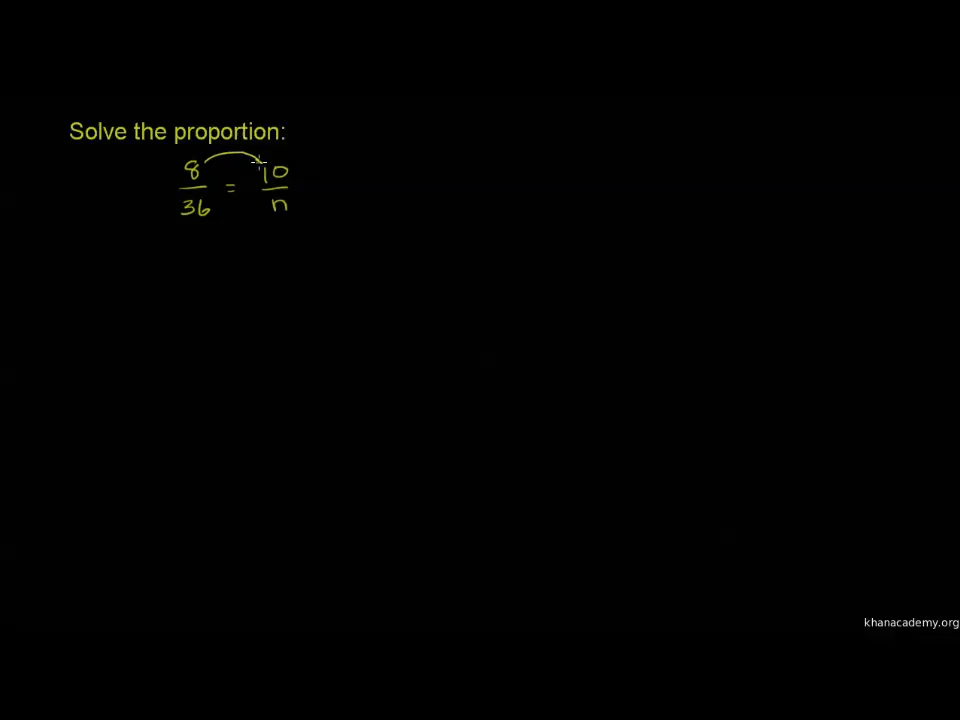 Solve the proportion:
8/36 = 10/n
khanacademy.org